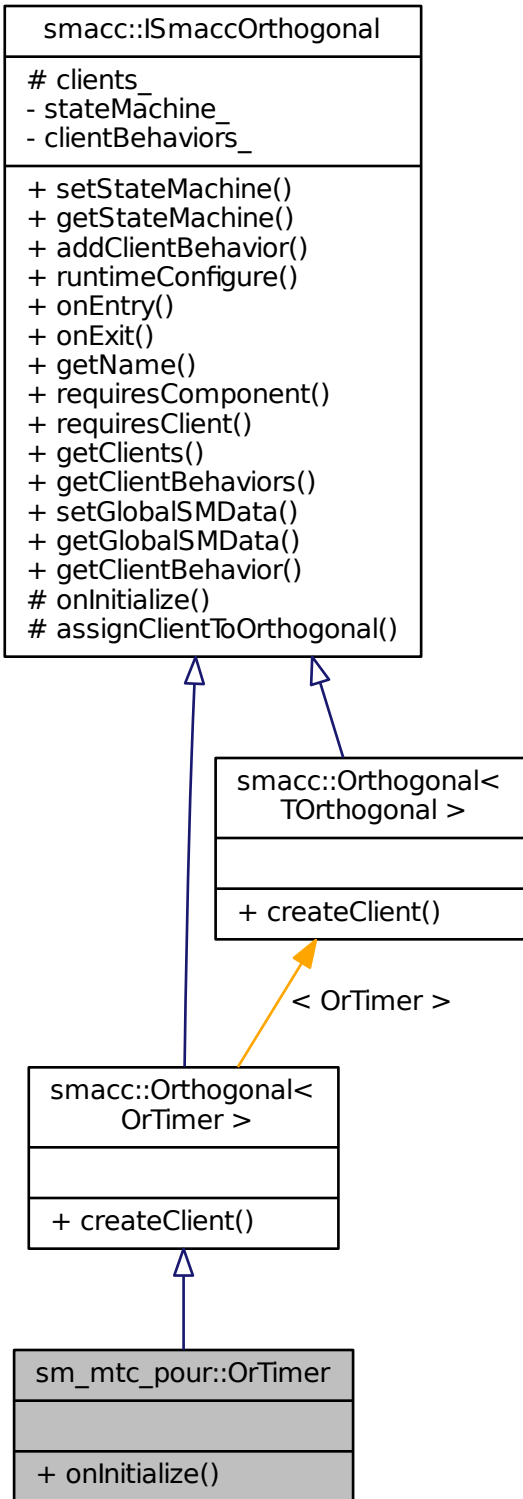 smacc::ISmaccOrthogonal
# clients_
- stateMachine_
- clientBehaviors_
+ setStateMachine()
+ getStateMachine()
+ addClientBehavior()
+ runtimeConfigure()
+ onEntry()
+ onExit()
+ getName()
+ requiresComponent()
+ requiresClient()
+ getClients()
+ getClientBehaviors()
+ setGlobalSMData()
+ getGlobalSMData()
+ getClientBehavior()
# onInitialize()
# assignClientToOrthogonal()
smacc::Orthogonal<
TOrthogonal >
+ createClient()
< OrTimer >
smacc::Orthogonal<
OrTimer >
+ createClient()
sm_mtc_pour::OrTimer
+ onInitialize()